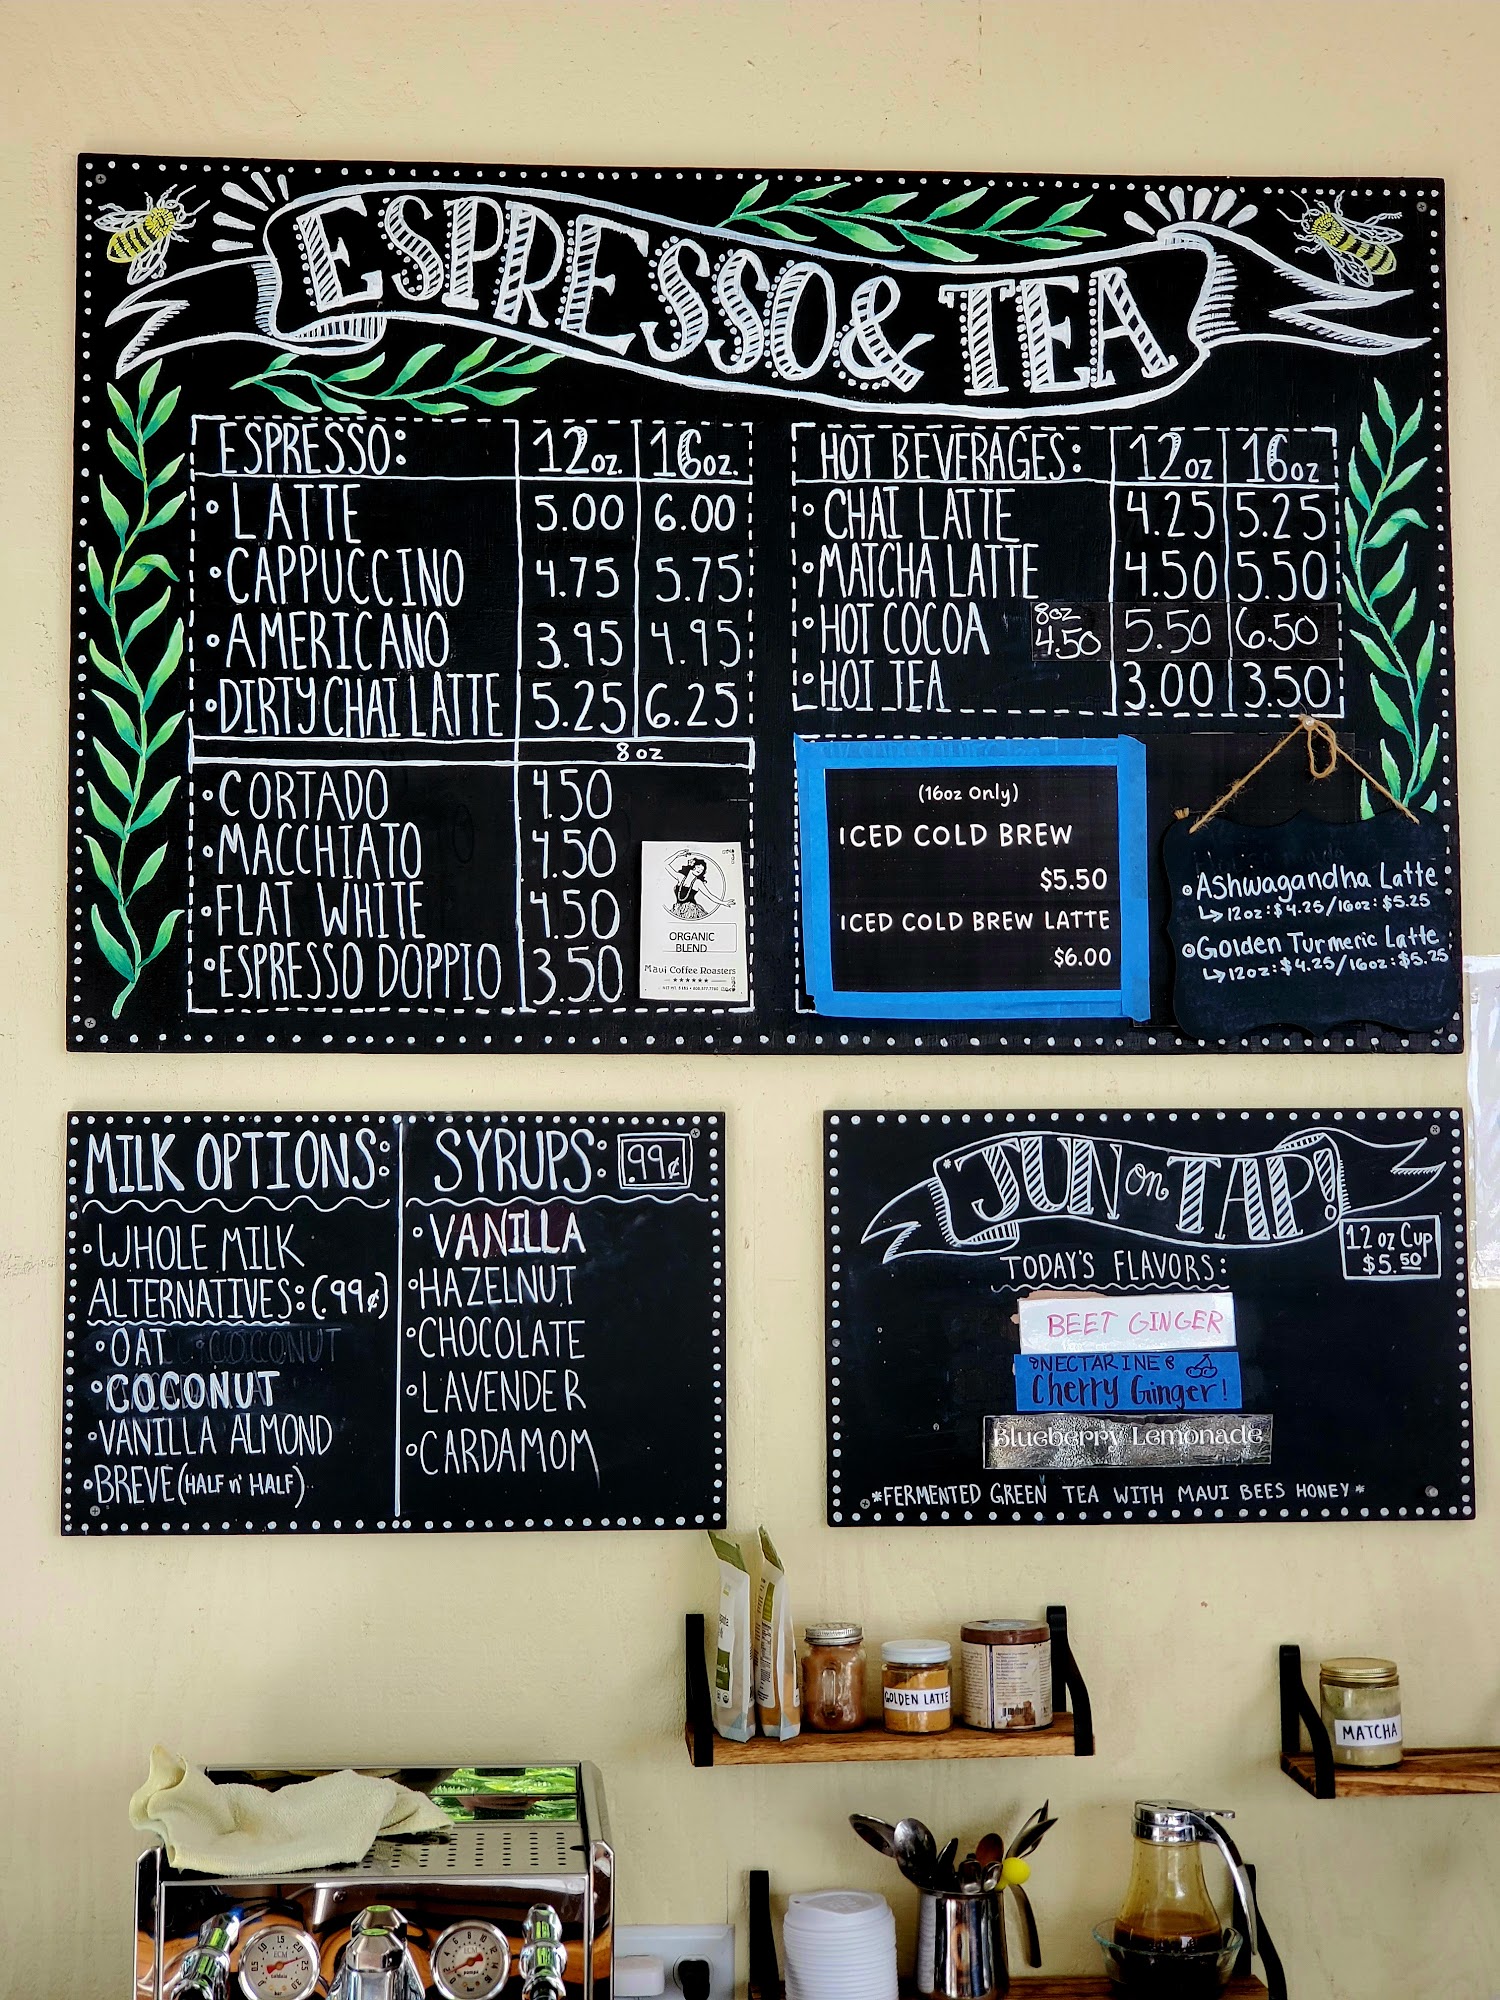 ESPRESSO & TEA
ESPRESSO: 12oz. 16oz.
• LATTE 5.00 6.00
• CAPPUCCINO 4.75 5.75
• AMERICANO 3.95 4.95
• DIRTY CHAI LATTE 5.25 6.25
8oz
• CORTADO 4.50
• MACCHIATO 4.50
• FLAT WHITE 4.50
• ESPRESSO DOPPIO 3.50
ORGANIC
BLEND
Maui Coffee Roasters
HOT BEVERAGES: 12oz 16oz
• CHAI LATTE 4.25 5.25
• MATCHA LATTE 4.50 5.50
• HOT COCOA 8oz 4.50 5.50 6.50
• HOT TEA 3.00 3.50
(16oz Only)
ICED COLD BREW
$5.50
ICED COLD BREW LATTE
$6.00
• Ashwagandha Latte
↳ 12oz: $4.25/16oz: $5.25
• Golden Turmeric Latte
↳ 12oz: $4.25/16oz: $5.25
MILK OPTIONS:
• WHOLE MILK
ALTERNATIVES: (.99¢)
• OAT COCONUT
• COCONUT
• VANILLA ALMOND
• BREVE (HALF n' HALF)
SYRUPS: .99¢
• VANILLA
• HAZELNUT
• CHOCOLATE
• LAVENDER
• CARDAMOM
JUN on TAP!
12 oz Cup
$5.50
TODAY'S FLAVORS:
BEET GINGER
NECTARINE &
Cherry Ginger!
Blueberry Lemonade
*FERMENTED GREEN TEA WITH MAUI BEES HONEY*
GOLDEN LATTE
MATCHA